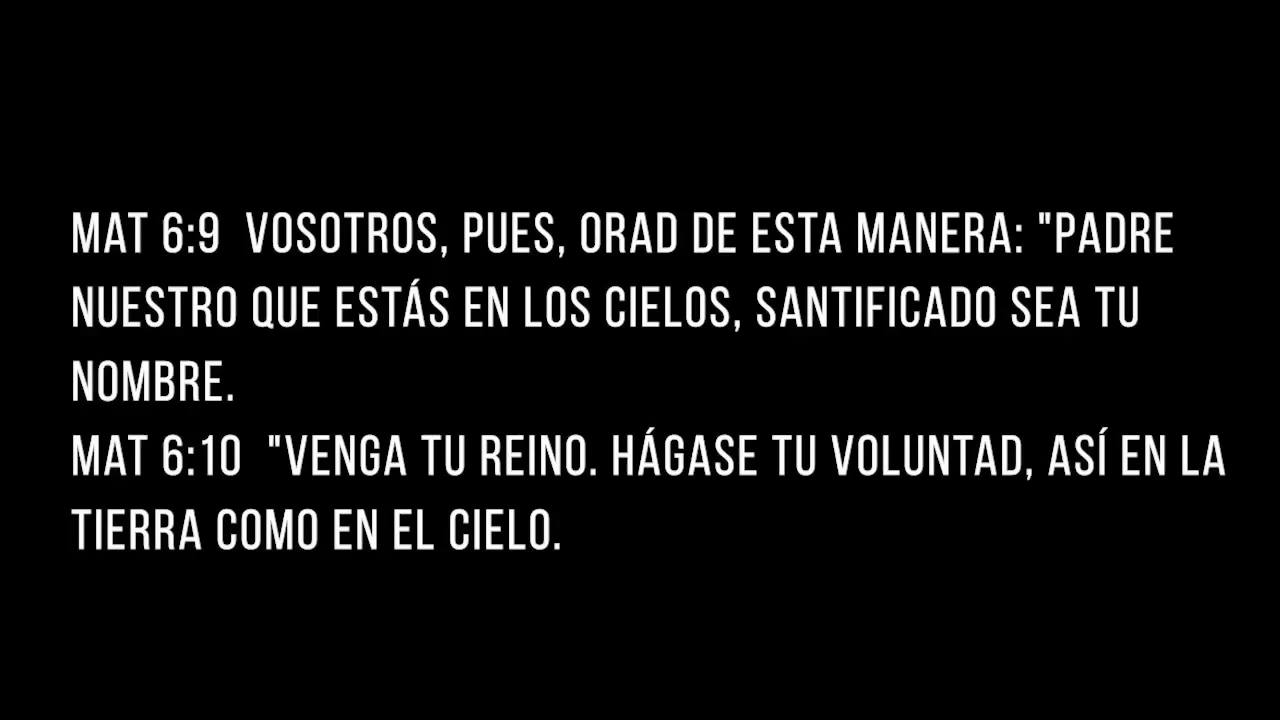 MAT 6:9  VOSOTROS, PUES, ORAD DE ESTA MANERA: "PADRE
NUESTRO QUE ESTÁS EN LOS CIELOS, SANTIFICADO SEA TU
NOMBRE.
MAT 6:10  "VENGA TU REINO. HÁGASE TU VOLUNTAD, ASÍ EN LA
TIERRA COMO EN EL CIELO.